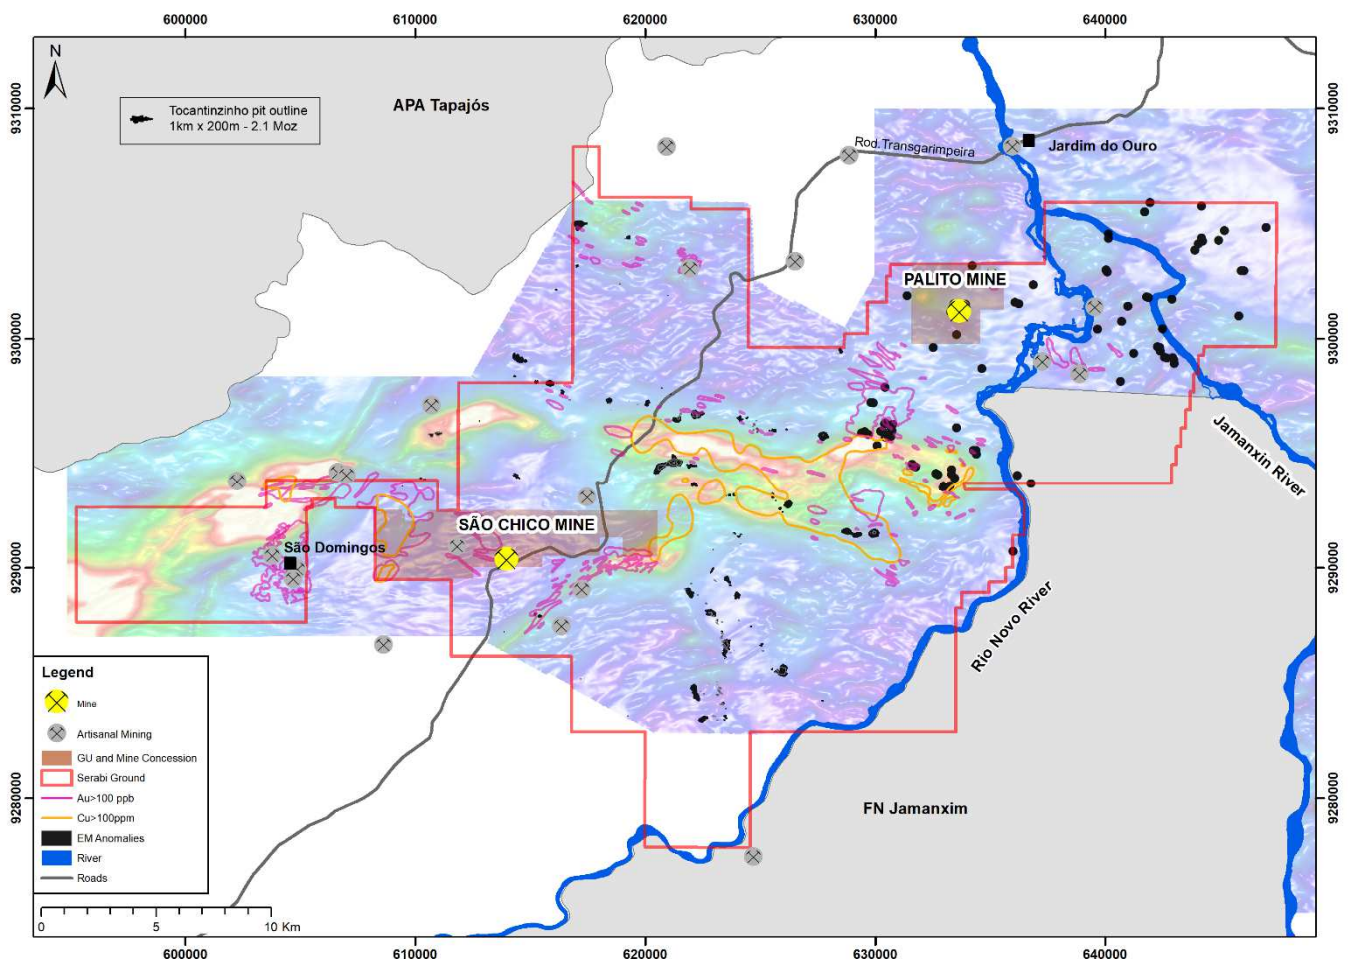 600000
610000
620000
630000
640000
N
9310000
9310000
APA Tapajós
Tocantinzinho pit outline
1km x 200m - 2.1 Moz
Rod.Transgarimpeira
Jardim do Ouro
PALITO MINE
9300000
9300000
Jamanxin River
SÃO CHICO MINE
São Domingos
9290000
9290000
Rio Novo River
Legend
Mine
Artisanal Mining
GU and Mine Concession
Serabi Ground
Au>100 ppb
Cu>100ppm
EM Anomalies
River
Roads
FN Jamanxim
9280000
9280000
0
5
10 Km
600000
610000
620000
630000
640000